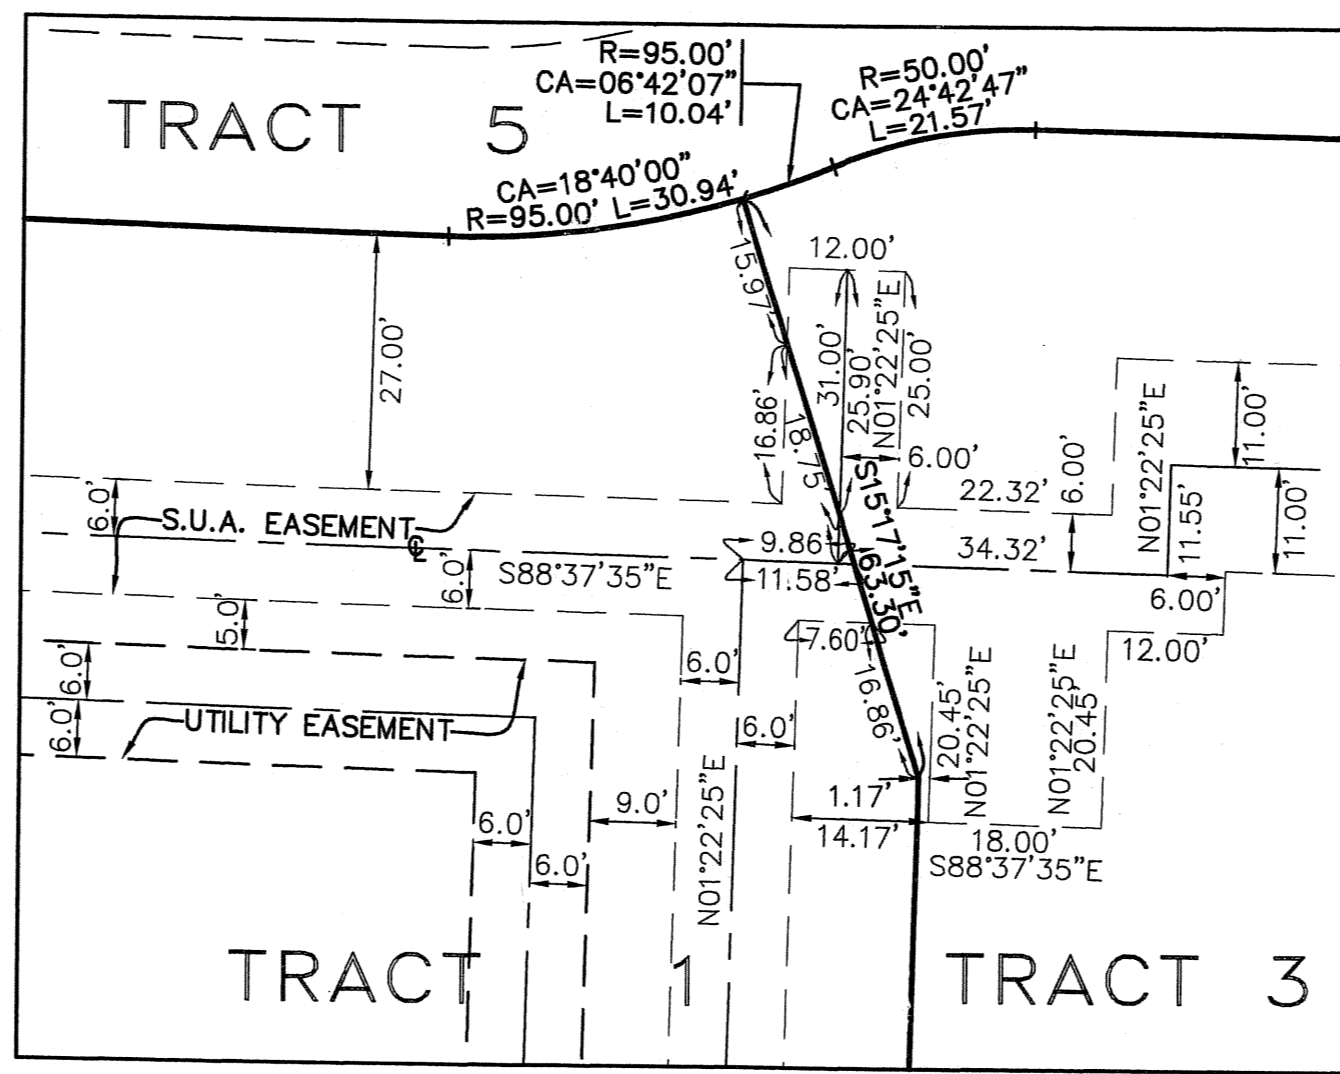 R=95.00'
CA=06°42'07"
L=10.04'
R=50.00'
CA=24°42'47"
L=21.57'
TRACT 5
CA=18°40'00"
R=95.00' L=30.94'
15.97'
12.00'
27.00'
31.00'
25.90'
N01°22'25"E
25.00'
16.86'
18.75'
6.00'
22.32'
6.00'
N01°22'25"E
11.55'
11.00'
11.00'
S15°17'15"E
63.30'
6.0'
S.U.A. EASEMENT
℄
9.86
34.32'
6.0'
S88°37'35"E
11.58'
6.00'
5.0'
7.60'
12.00'
6.0'
6.0'
16.86'
20.45'
N01°22'25"E
N01°22'25"E
20.45'
6.0'
UTILITY EASEMENT
6.0'
N01°22'25"E
1.17'
14.17'
6.0'
9.0'
18.00'
S88°37'35"E
6.0'
TRACT 1
TRACT 3